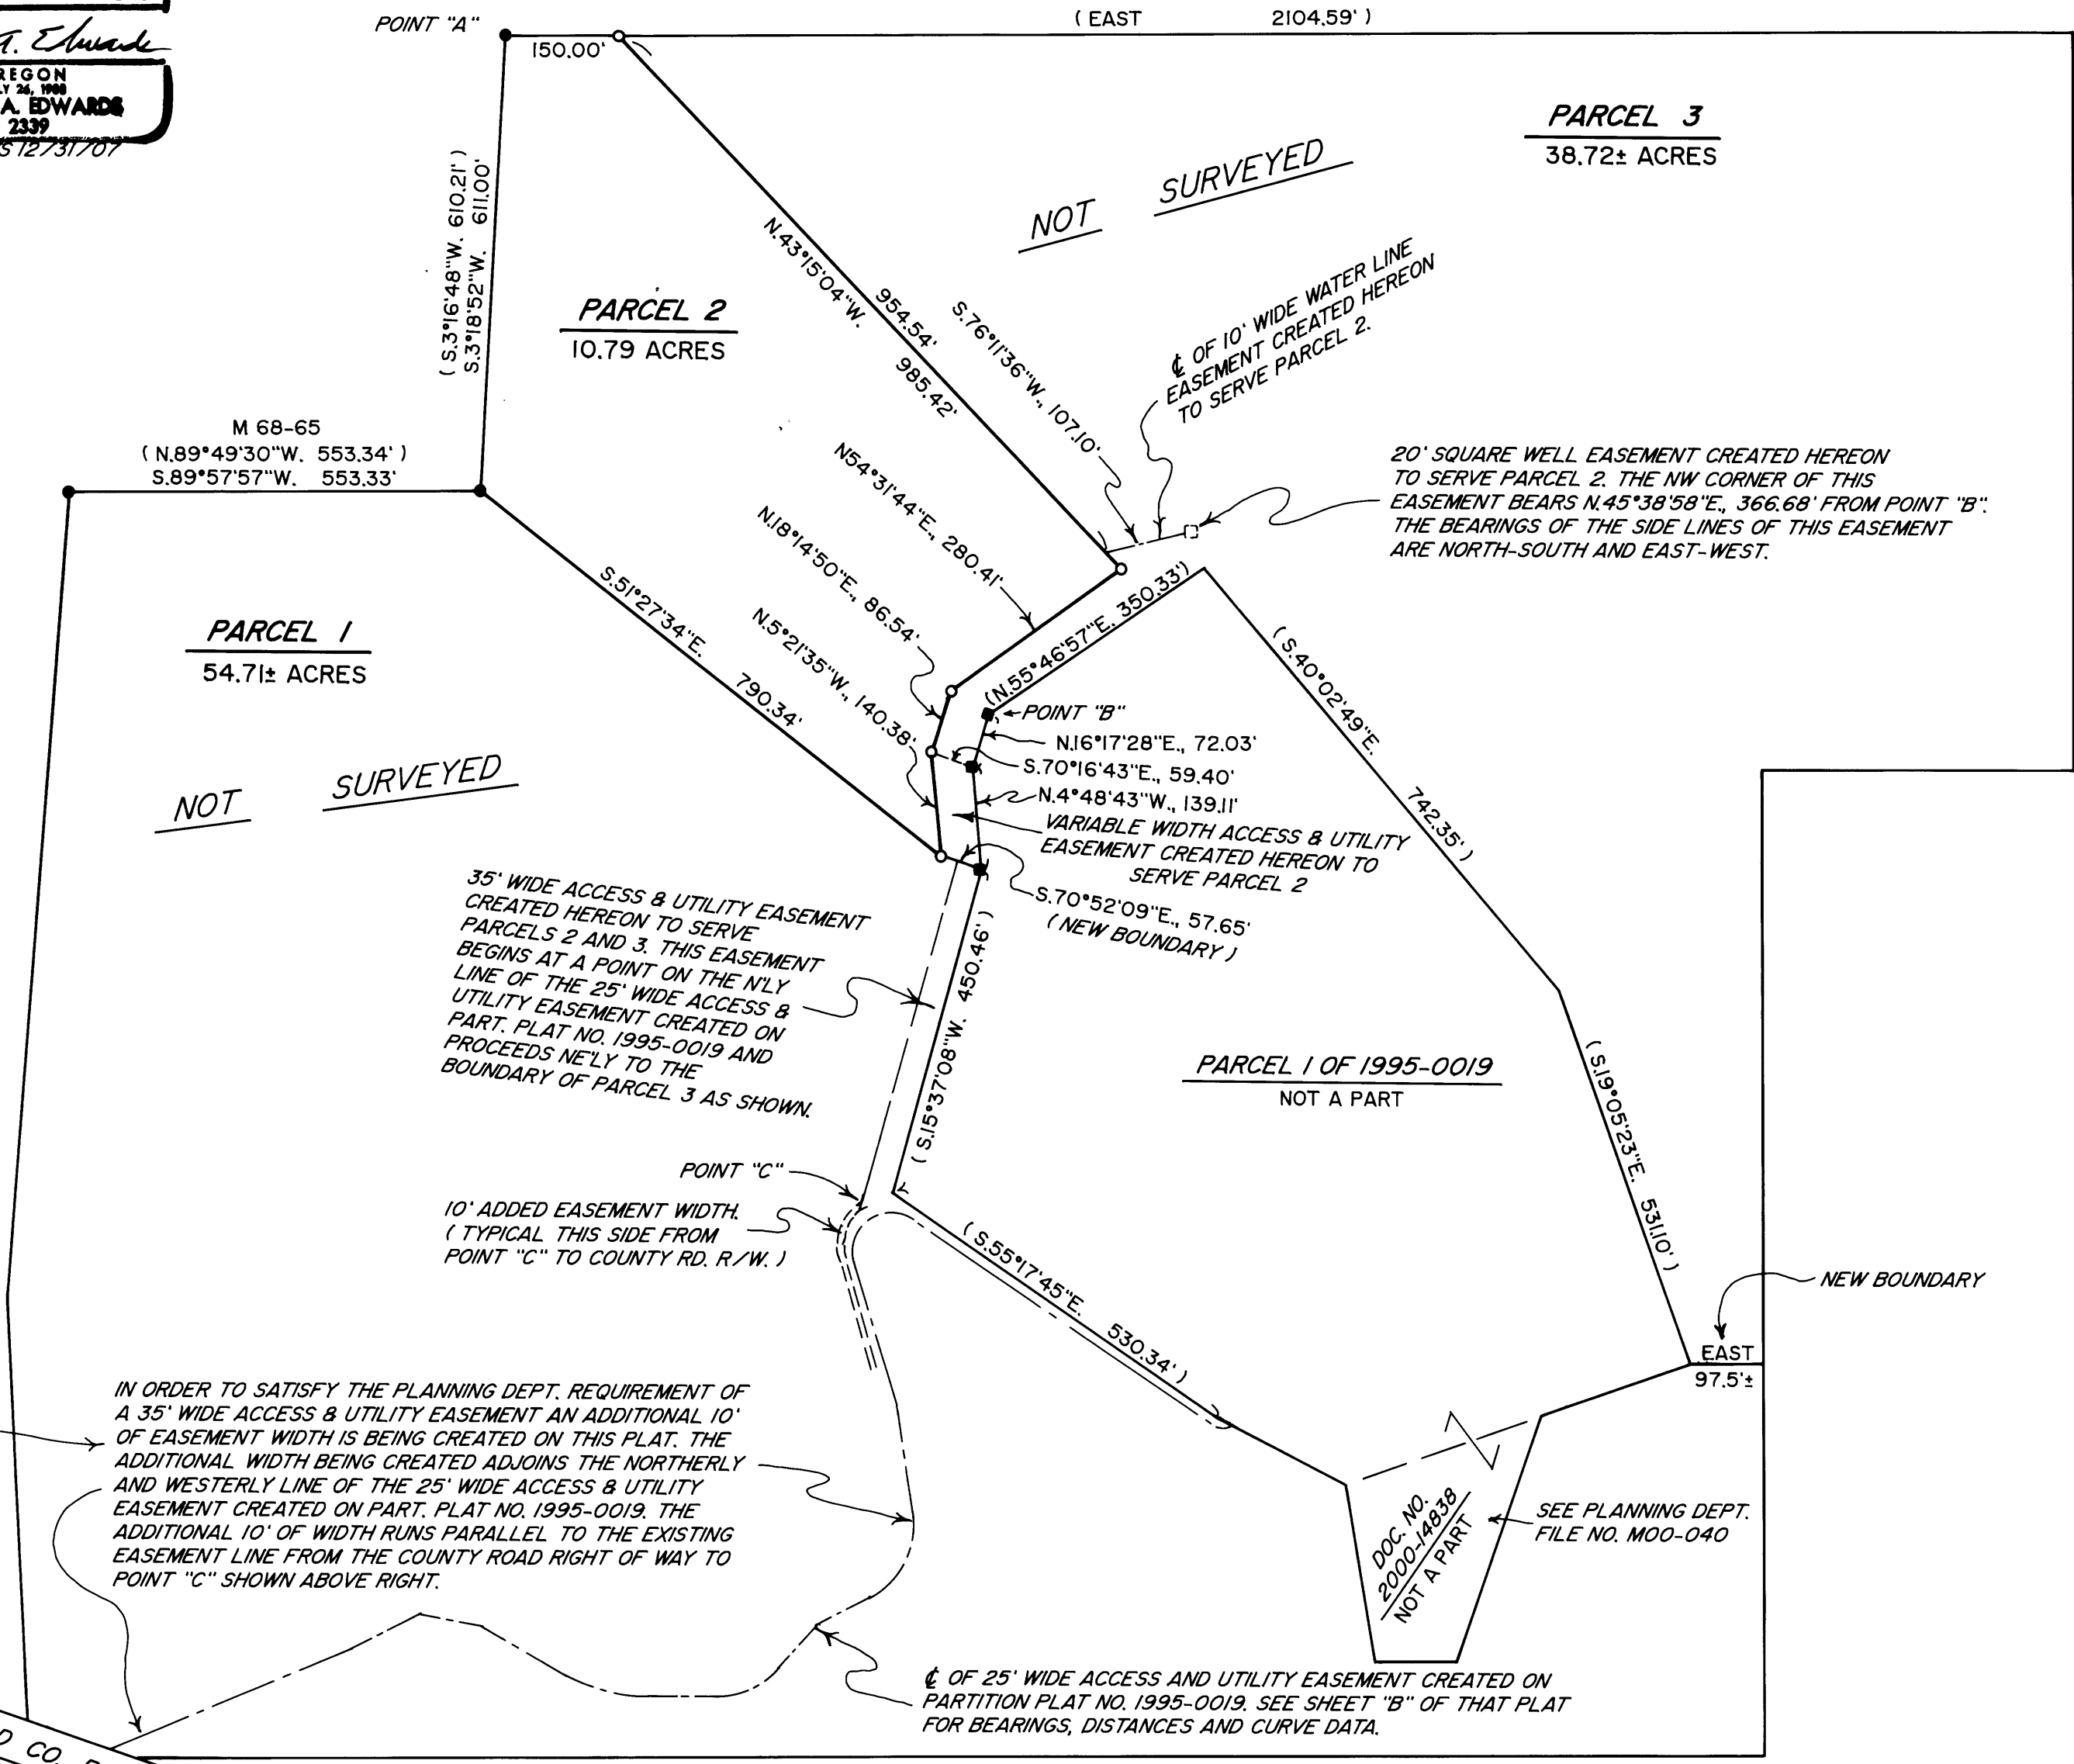 ( EAST 2104.59' )
POINT "A"
150.00'
REGON
LY 26, 1988
A. EDWARDS
2339
S 12/31/07
PARCEL 3
38.72± ACRES
NOT SURVEYED
( S.3°16'48"W. 610.21' )
S.3°18'52"W. 611.00'
N.43°15'04"W. 954.54'
985.42'
PARCEL 2
10.79 ACRES
S.76°11'36"W., 107.10'
℄ OF 10' WIDE WATER LINE
EASEMENT CREATED HEREON
TO SERVE PARCEL 2.
M 68-65
( N.89°49'30"W. 553.34' )
S.89°57'57"W. 553.33'
20' SQUARE WELL EASEMENT CREATED HEREON
TO SERVE PARCEL 2. THE NW CORNER OF THIS
EASEMENT BEARS N.45°38'58"E., 366.68' FROM POINT "B".
THE BEARINGS OF THE SIDE LINES OF THIS EASEMENT
ARE NORTH-SOUTH AND EAST-WEST.
N54°31'44"E., 280.41'
N.18°14'50"E., 86.54'
N.5°21'35"W., 140.38'
S.51°27'34"E. 790.34'
(N.55°46'57"E. 350.33')
PARCEL 1
54.71± ACRES
NOT SURVEYED
POINT "B"
N.16°17'28"E., 72.03'
S.70°16'43"E., 59.40'
N.4°48'43"W., 139.11'
VARIABLE WIDTH ACCESS & UTILITY
EASEMENT CREATED HEREON TO
SERVE PARCEL 2
S.70°52'09"E., 57.65'
( NEW BOUNDARY )
( S.40°02'49"E. 742.35' )
35' WIDE ACCESS & UTILITY EASEMENT
CREATED HEREON TO SERVE
PARCELS 2 AND 3. THIS EASEMENT
BEGINS AT A POINT ON THE N'LY
LINE OF THE 25' WIDE ACCESS &
UTILITY EASEMENT CREATED ON
PART. PLAT NO. 1995-0019 AND
PROCEEDS NE'LY TO THE
BOUNDARY OF PARCEL 3 AS SHOWN.
( S.15°37'08"W. 450.46' )
PARCEL 1 OF 1995-0019
NOT A PART
( S.19°05'23"E. 531.10' )
POINT "C"
10' ADDED EASEMENT WIDTH.
( TYPICAL THIS SIDE FROM
POINT "C" TO COUNTY RD. R/W. )
( S.55°17'45"E. 530.34' )
NEW BOUNDARY
EAST
97.5'±
IN ORDER TO SATISFY THE PLANNING DEPT. REQUIREMENT OF
A 35' WIDE ACCESS & UTILITY EASEMENT AN ADDITIONAL 10'
OF EASEMENT WIDTH IS BEING CREATED ON THIS PLAT. THE
ADDITIONAL WIDTH BEING CREATED ADJOINS THE NORTHERLY
AND WESTERLY LINE OF THE 25' WIDE ACCESS & UTILITY
EASEMENT CREATED ON PART. PLAT NO. 1995-0019. THE
ADDITIONAL 10' OF WIDTH RUNS PARALLEL TO THE EXISTING
EASEMENT LINE FROM THE COUNTY ROAD RIGHT OF WAY TO
POINT "C" SHOWN ABOVE RIGHT.
DOC. NO.
2000-14838
NOT A PART
SEE PLANNING DEPT.
FILE NO. M00-040
℄ OF 25' WIDE ACCESS AND UTILITY EASEMENT CREATED ON
PARTITION PLAT NO. 1995-0019. SEE SHEET "B" OF THAT PLAT
FOR BEARINGS, DISTANCES AND CURVE DATA.
CO.